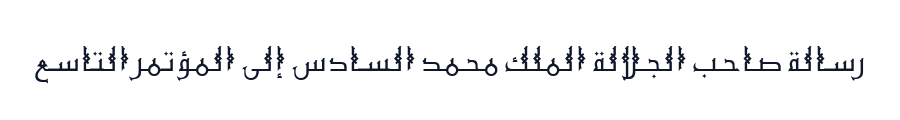 رسالة صاحب الجلالة الملك محمد السادس إلى المؤتمر التاسع